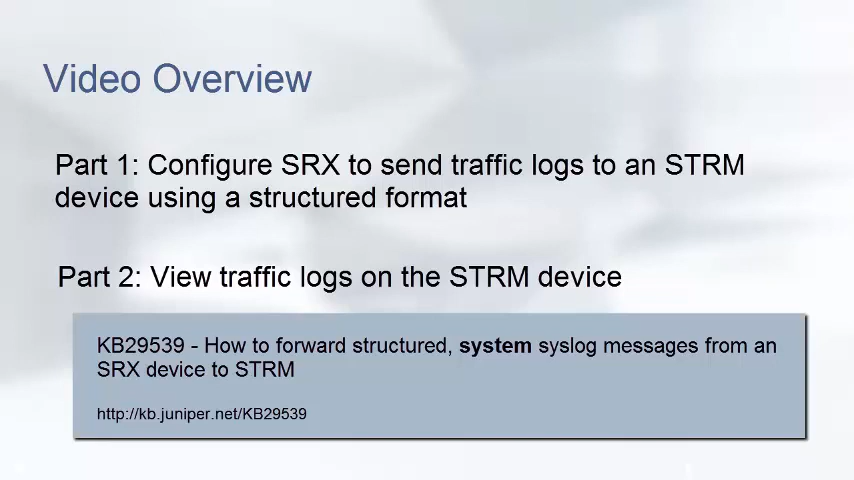 Video Overview
Part 1: Configure SRX to send traffic logs to an STRM
device using a structured format
Part 2: View traffic logs on the STRM device
KB29539 - How to forward structured, system syslog messages from an
SRX device to STRM
http://kb.juniper.net/KB29539